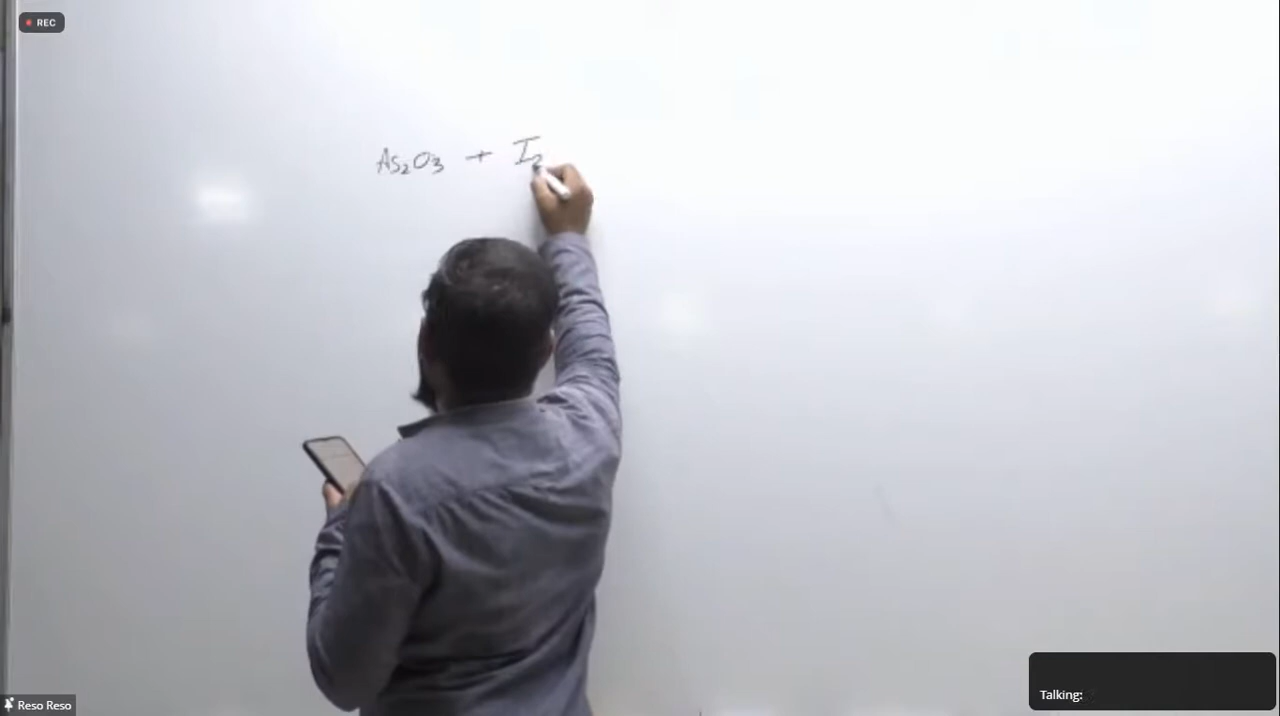 REC
As₂O₃ + I₂
Reso Reso
Talking: